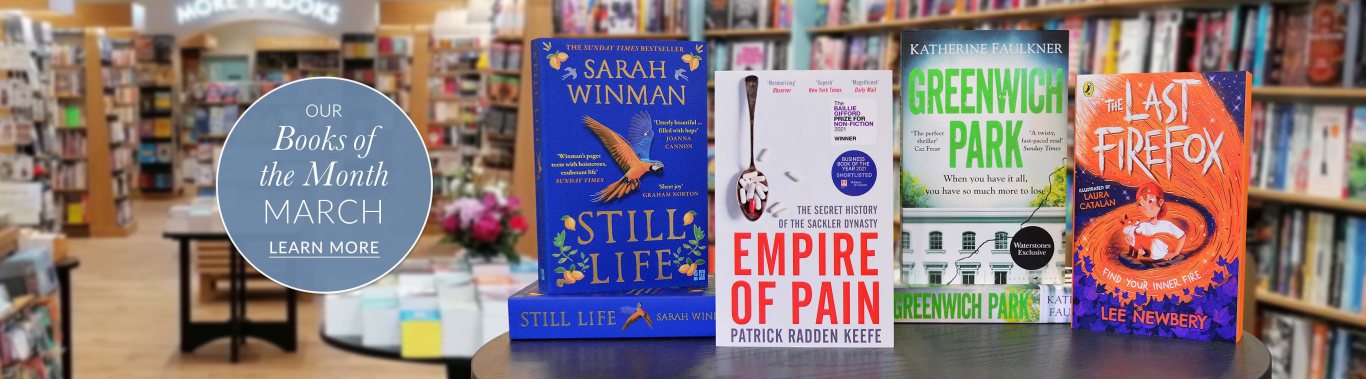 MORE BOOKS
OUR
Books of
the Month
MARCH
LEARN MORE
THE SUNDAY TIMES BESTSELLER
SARAH
WINMAN
'Utterly beautiful ...
filled with hope'
JOANNA
CANNON
'Winman's pages
teem with boisterous,
exuberant life'
SUNDAY TIMES
'Sheer joy'
GRAHAM NORTON
STILL
LIFE
STILL LIFE
SARAH WINM
'Mesmerizing'
Observer
'Superb'
New York Times
'Magnificent'
Daily Mail
The
BAILLIE
GIFFORD
PRIZE FOR
NON-FICTION
2021
WINNER
BUSINESS
BOOK OF THE
YEAR 2021
SHORTLISTED
THE SECRET HISTORY
OF THE SACKLER DYNASTY
EMPIRE
OF PAIN
PATRICK RADDEN KEEFE
KATHERINE FAULKNER
GREENWICH
PARK
'The perfect
thriller'
Caz Frear
'A twisty,
fast-paced read'
Sunday Times
When you have it all,
you have so much more to lose
Waterstones
Exclusive
GREENWICH PARK
KAT
FAU
THE
LAST
FIREFOX
ILLUSTRATED BY
LAURA
CATALÁN
FIND YOUR INNER FIRE
LEE NEWBERY